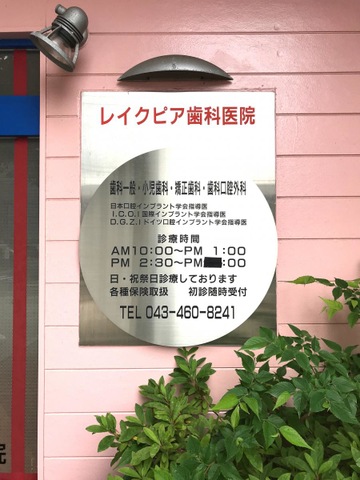 レイクピア歯科医院
歯科一般・小児歯科・矯正歯科・歯科口腔外科
日本口腔インプラント学会指導医
I.C.O.I国際インプラント学会指導医
D.G.Z.Iドイツ口腔インプラント学会指導医
診療時間
AM10:00〜PM 1:00
PM 2:30〜PM :00
日・祝祭日診療しております
各種保険取扱 初診随時受付
TEL 043-460-8241
院